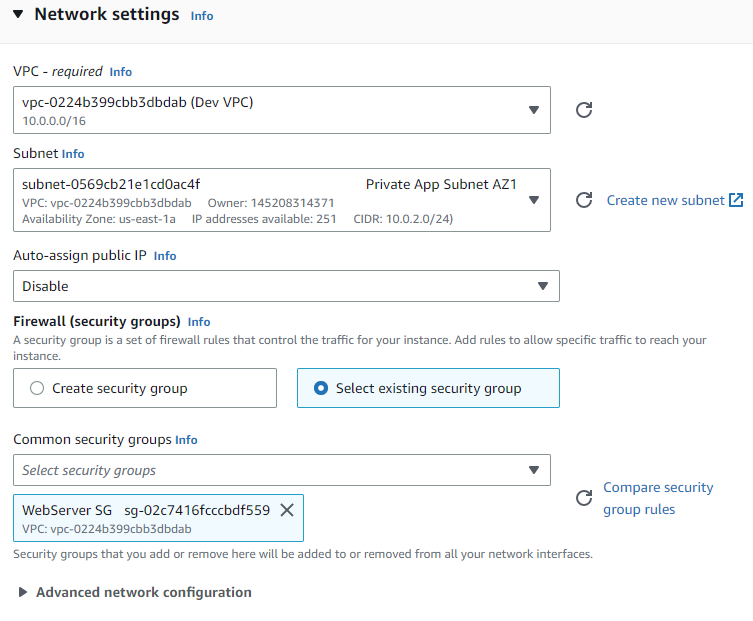 Network settings Info
VPC - required Info
vpc-0224b399cbb3dbdab (Dev VPC)
10.0.0.0/16
Subnet Info
subnet-0569cb21e1cd0ac4f Private App Subnet AZ1
VPC: vpc-0224b399cbb3dbdab Owner: 145208314371
Availability Zone: us-east-1a IP addresses available: 251 CIDR: 10.0.2.0/24)
Create new subnet
Auto-assign public IP Info
Disable
Firewall (security groups) Info
A security group is a set of firewall rules that control the traffic for your instance. Add rules to allow specific traffic to reach your
instance.
Create security group
Select existing security group
Common security groups Info
Select security groups
WebServer SG sg-02c7416fcccbdf559
VPC: vpc-0224b399cbb3dbdab
Compare security
group rules
Security groups that you add or remove here will be added to or removed from all your network interfaces.
Advanced network configuration